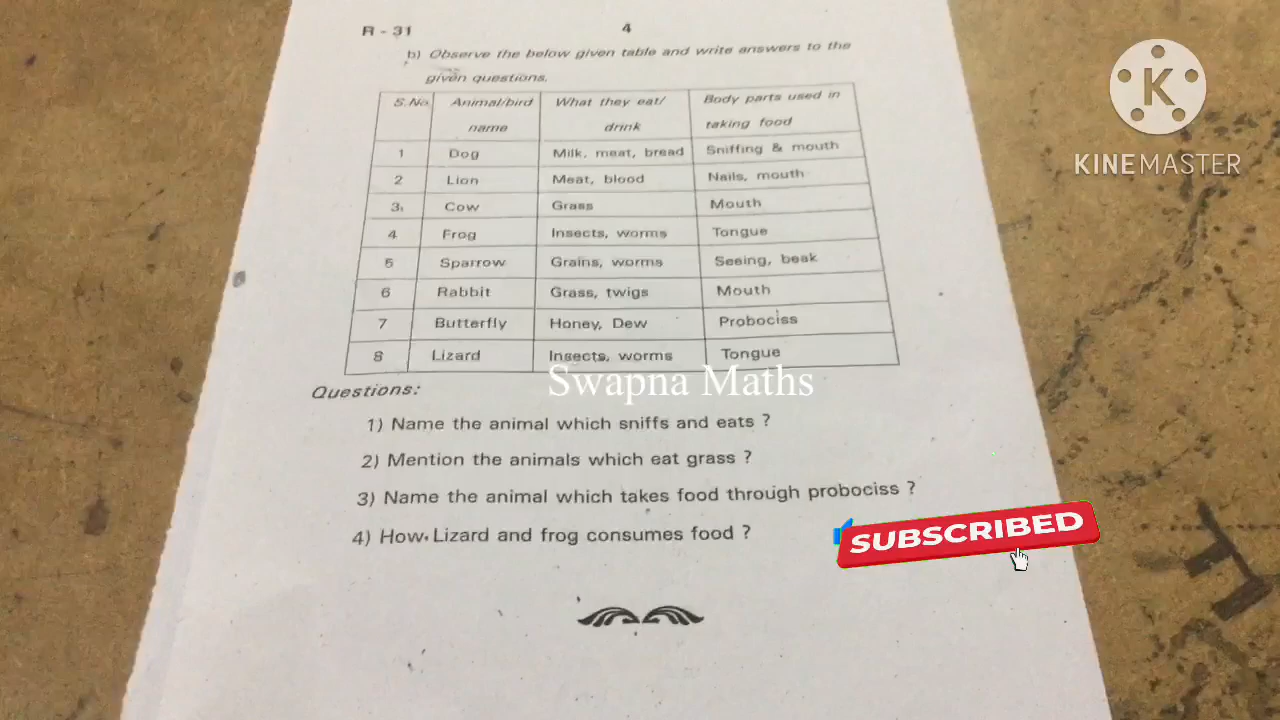 R - 31
4
b) Observe the below given table and write answers to the
given questions.
S.No. Animal/bird name What they eat/ drink Body parts used in taking food
1 Dog Milk, meat, bread Sniffing & mouth
2 Lion Meat, blood Nails, mouth
3. Cow Grass Mouth
4 Frog Insects, worms Tongue
5 Sparrow Grains, worms Seeing, beak
6 Rabbit Grass, twigs Mouth
7 Butterfly Honey, Dew Probociss
8 Lizard Insects, worms Tongue
Swapna Maths
Questions:
1) Name the animal which sniffs and eats ?
2) Mention the animals which eat grass ?
3) Name the animal which takes food through probociss ?
4) How Lizard and frog consumes food ?
SUBSCRIBED
K
KINEMASTER